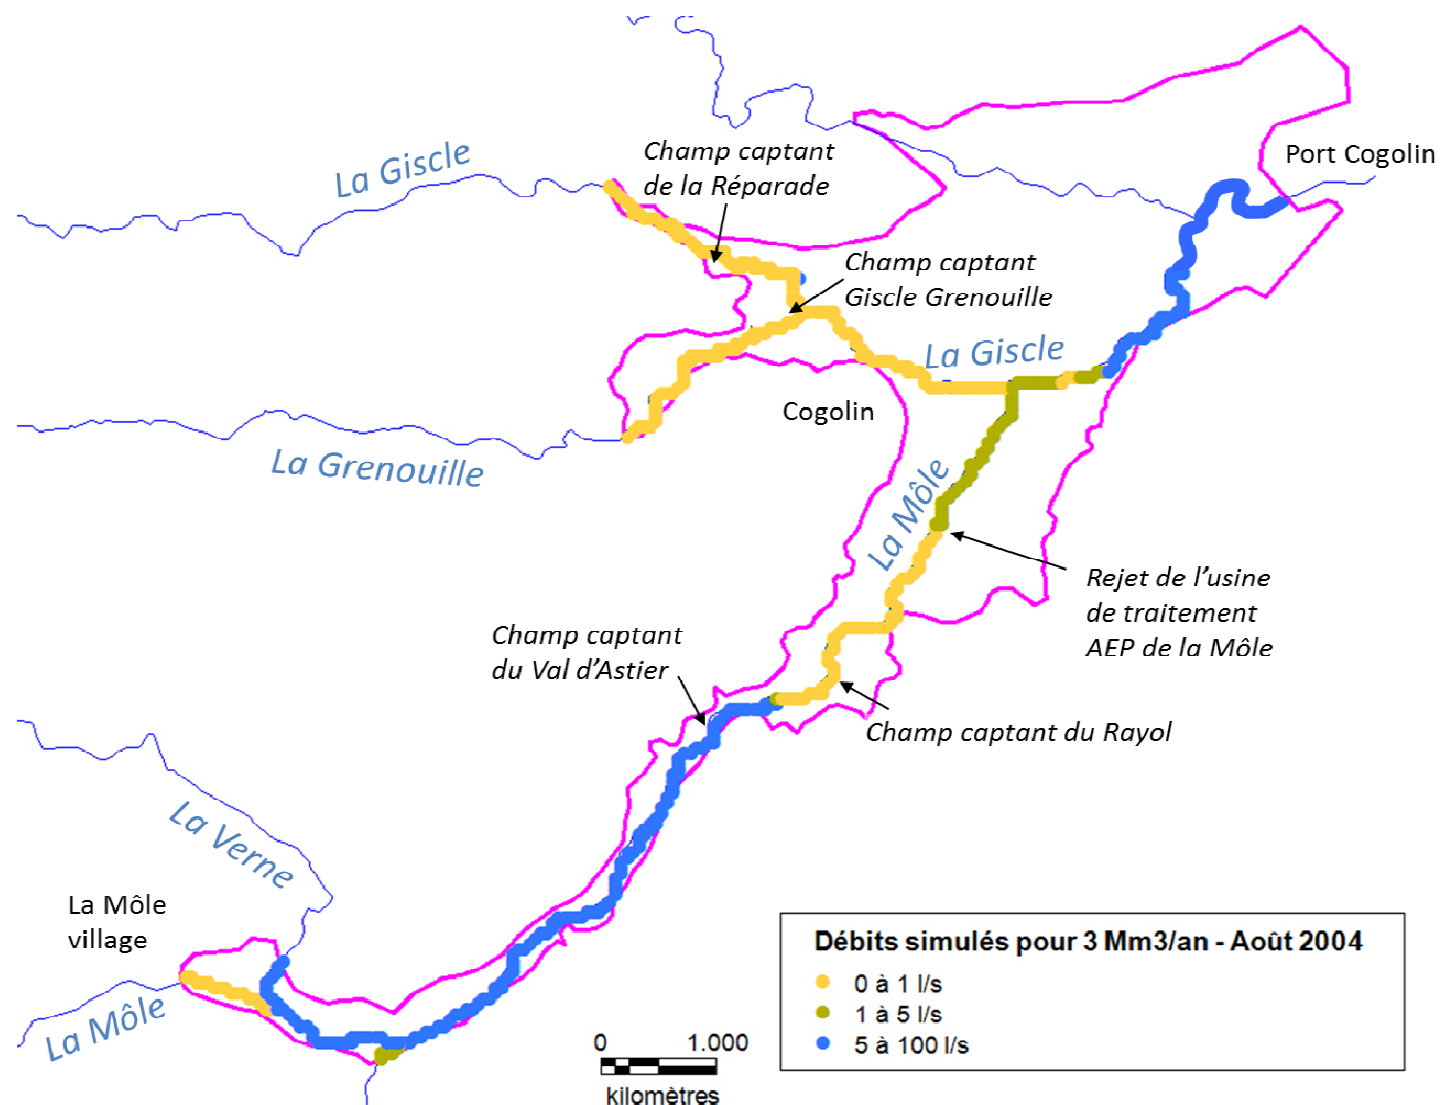 La Giscle
Champ captant
de la Réparade
Port Cogolin
Champ captant
Giscle Grenouille
La Giscle
Cogolin
La Grenouille
La Môle
Rejet de l'usine
de traitement
AEP de la Môle
Champ captant
du Val d'Astier
Champ captant du Rayol
La Verne
La Môle
village
La Môle
Débits simulés pour 3 Mm3/an - Août 2004
0 à 1 l/s
1 à 5 l/s
5 à 100 l/s
0 1.000
kilomètres